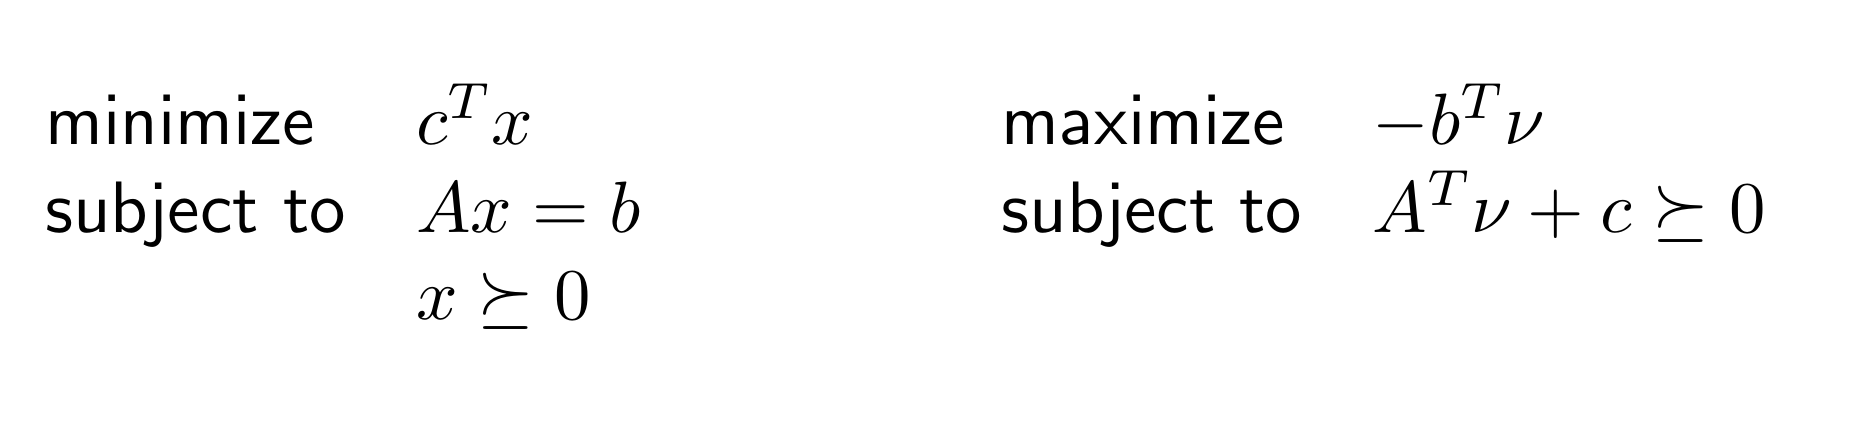 minimize c^T x
subject to Ax = b
x ⪰ 0
maximize −b^T ν
subject to A^T ν + c ⪰ 0